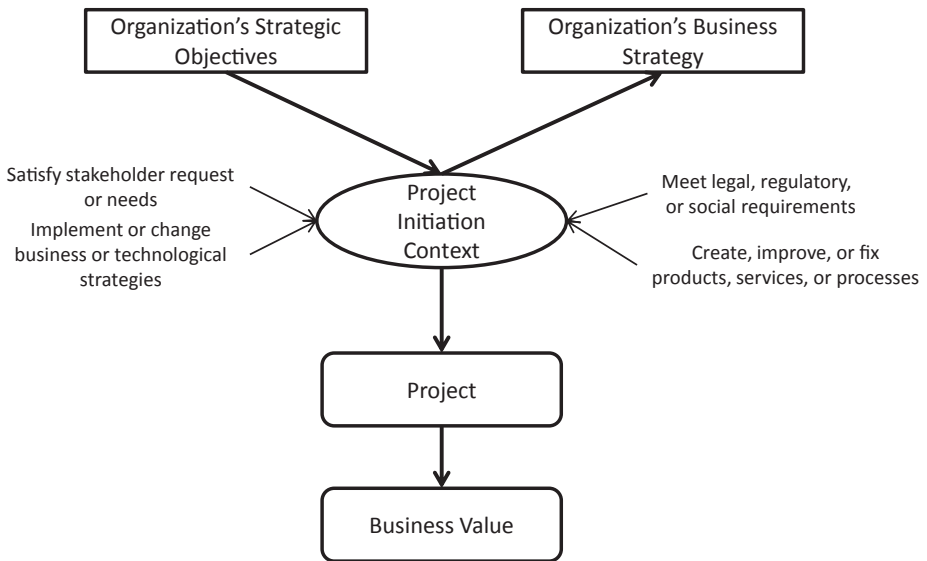 Organization’s Strategic
Objectives
Organization’s Business
Strategy
Satisfy stakeholder request
or needs
Implement or change
business or technological
strategies
Project
Initiation
Context
Meet legal, regulatory,
or social requirements
Create, improve, or fix
products, services, or processes
Project
Business Value